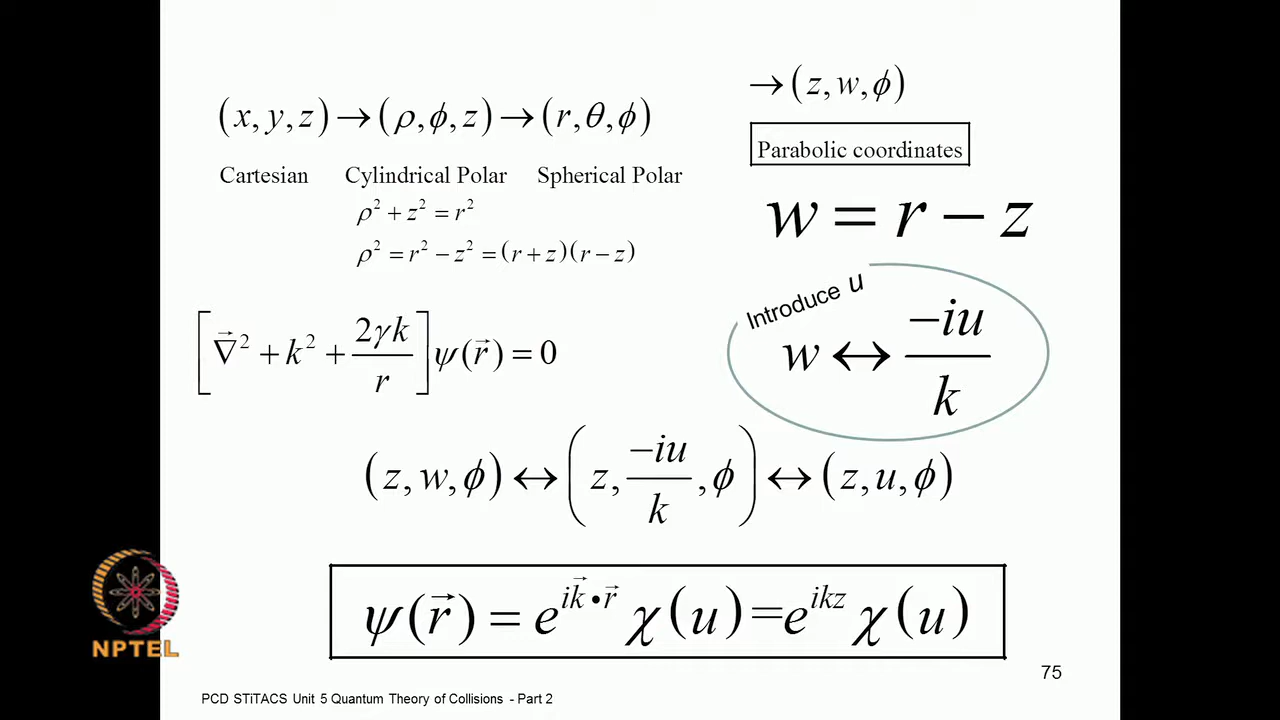 (x, y, z) → (ρ, ϕ, z) → (r, θ, ϕ)
Cartesian Cylindrical Polar Spherical Polar
ρ² + z² = r²
ρ² = r² − z² = (r + z)(r − z)
→ (z, w, ϕ)
Parabolic coordinates
w = r − z
Introduce u
w ↔ −iu/k
[∇⃗² + k² + 2γk/r] ψ(r⃗) = 0
(z, w, ϕ) ↔ (z, −iu/k, ϕ) ↔ (z, u, ϕ)
ψ(r⃗) = e^{ik⃗•r⃗} χ(u) = e^{ikz} χ(u)
NPTEL
75
PCD STiTACS Unit 5 Quantum Theory of Collisions - Part 2